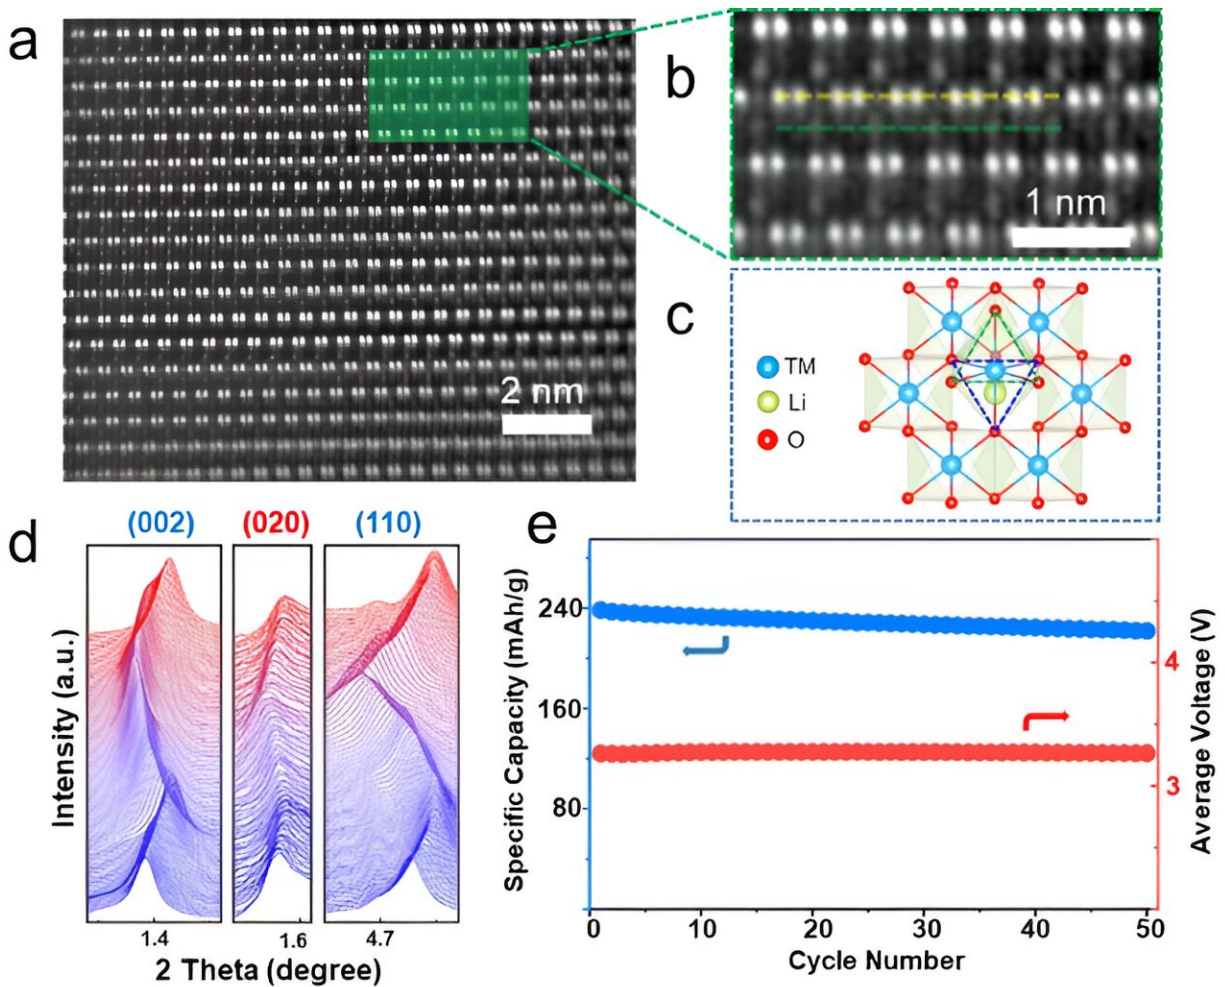 a
b
1 nm
2 nm
c
TM
Li
O
d
(002)
(020)
(110)
Intensity (a.u.)
1.4
1.6
4.7
2 Theta (degree)
e
Specific Capacity (mAh/g)
240
160
80
0
10
20
30
40
50
Cycle Number
4
3
Average Voltage (V)